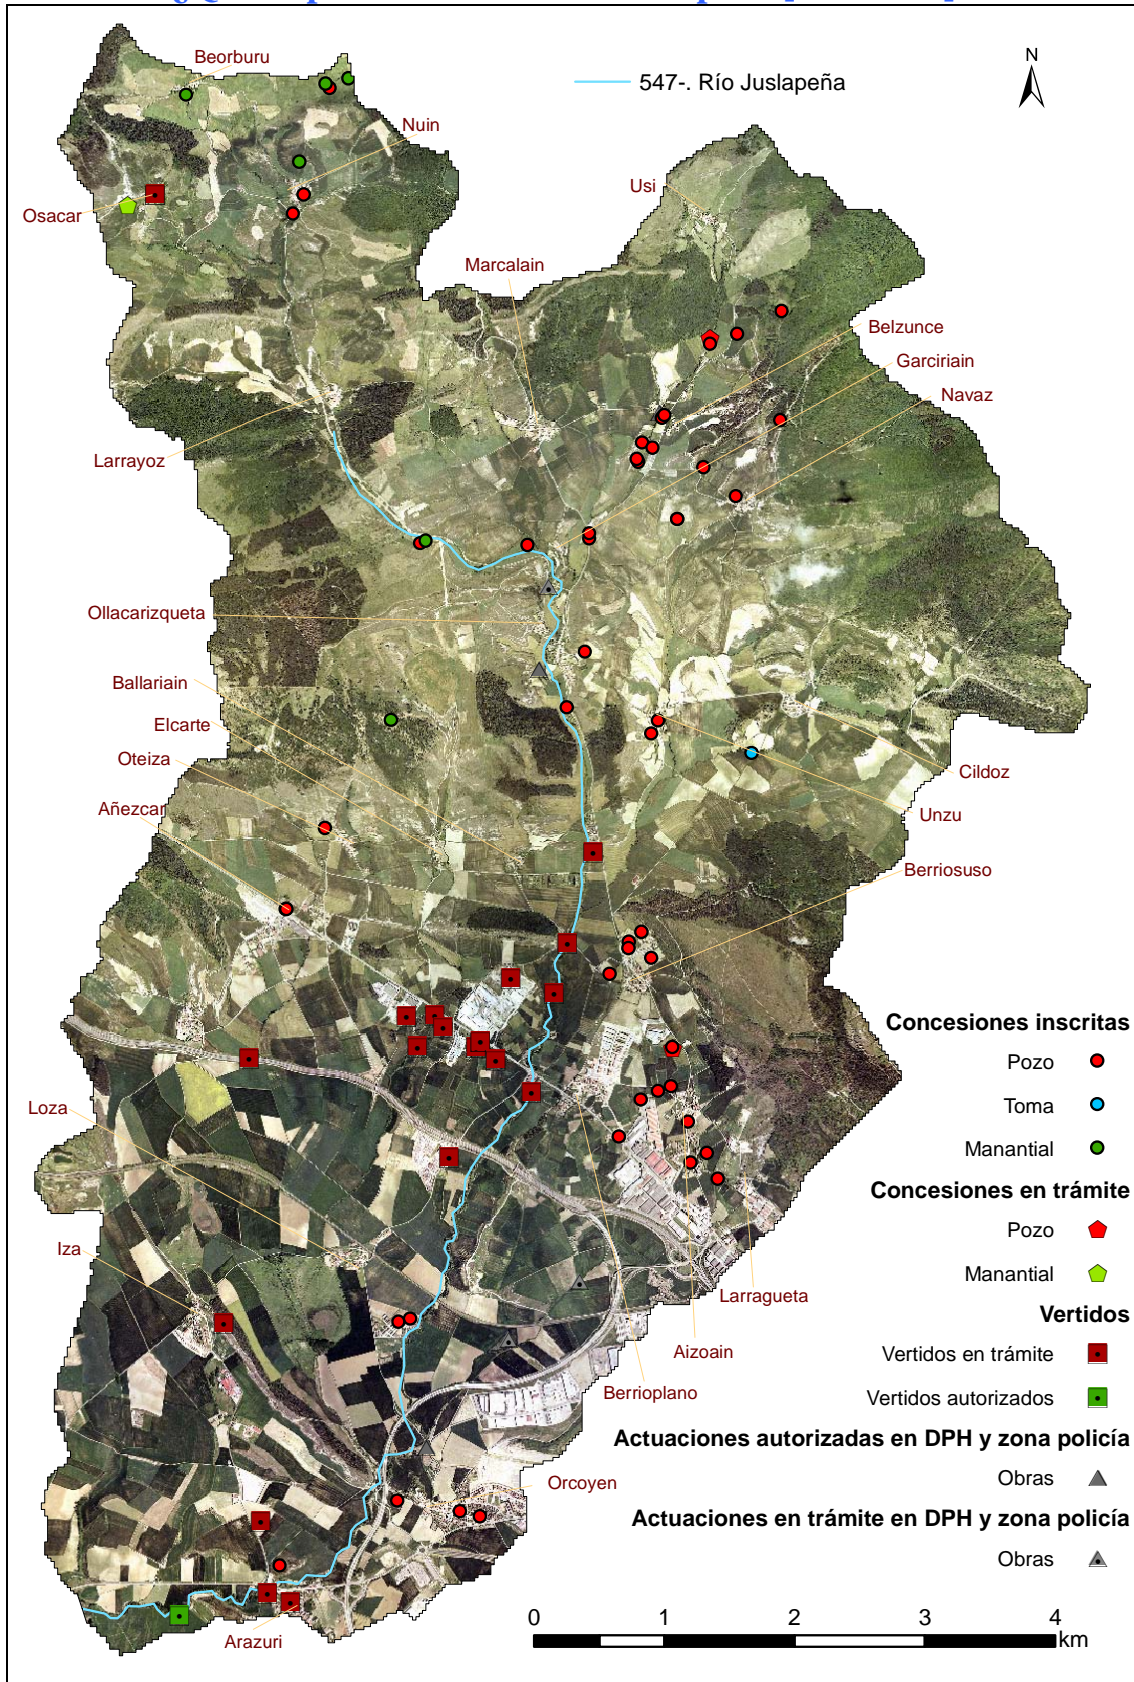 Beorburu
547-. Río Juslapeña
N
Nuin
Usi
Osacar
Marcalain
Belzunce
Garciriain
Navaz
Larrayoz
Ollacarizqueta
Ballariain
Elcarte
Oteiza
Añezcar
Cildoz
Unzu
Berriosuso
Concesiones inscritas
Pozo
Toma
Manantial
Loza
Concesiones en trámite
Pozo
Manantial
Iza
Larragueta
Vertidos
Aizoain
Vertidos en trámite
Berrioplano
Vertidos autorizados
Actuaciones autorizadas en DPH y zona policía
Obras
Orcoyen
Actuaciones en trámite en DPH y zona policía
Obras
0 1 2 3 4
km
Arazuri